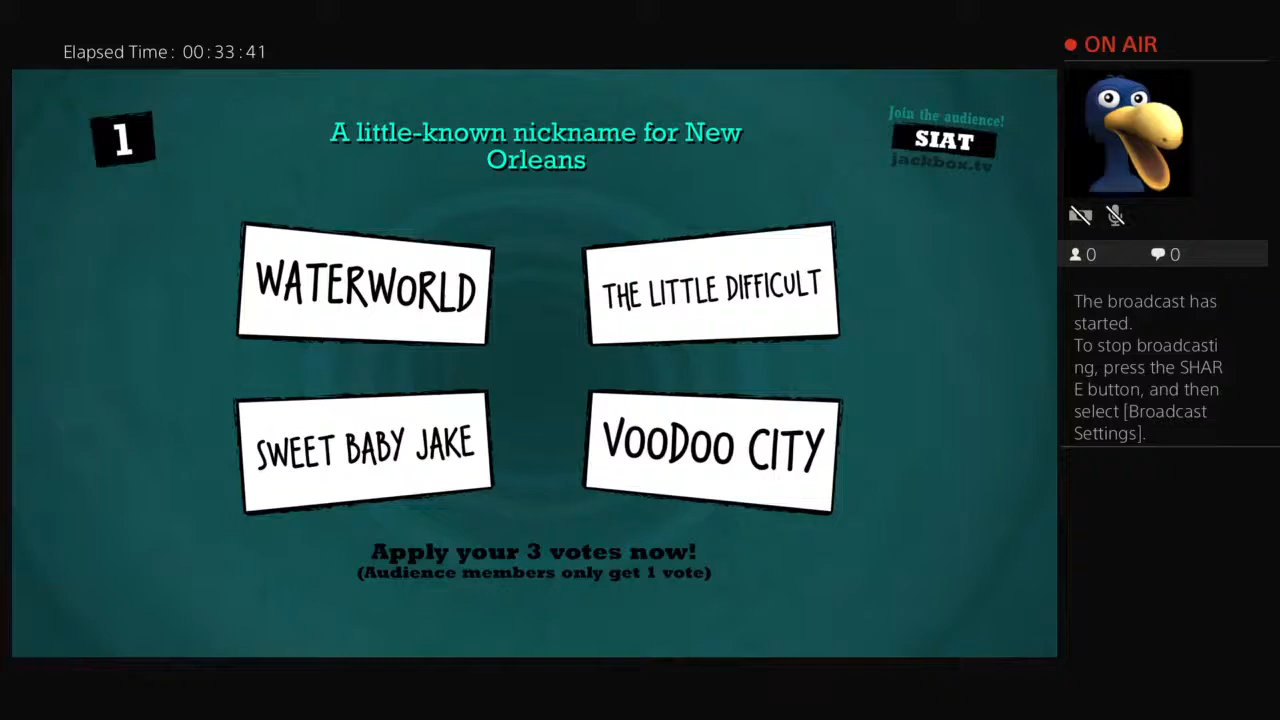 Elapsed Time: 00:33:41
ON AIR
1
A little-known nickname for New
Orleans
Join the audience!
SIAT
jackbox.tv
WATERWORLD
THE LITTLE DIFFICULT
SWEET BABY JAKE
VOODOO CITY
Apply your 3 votes now!
(Audience members only get 1 vote)
0
0
The broadcast has
started.
To stop broadcasti
ng, press the SHAR
E button, and then
select [Broadcast
Settings].